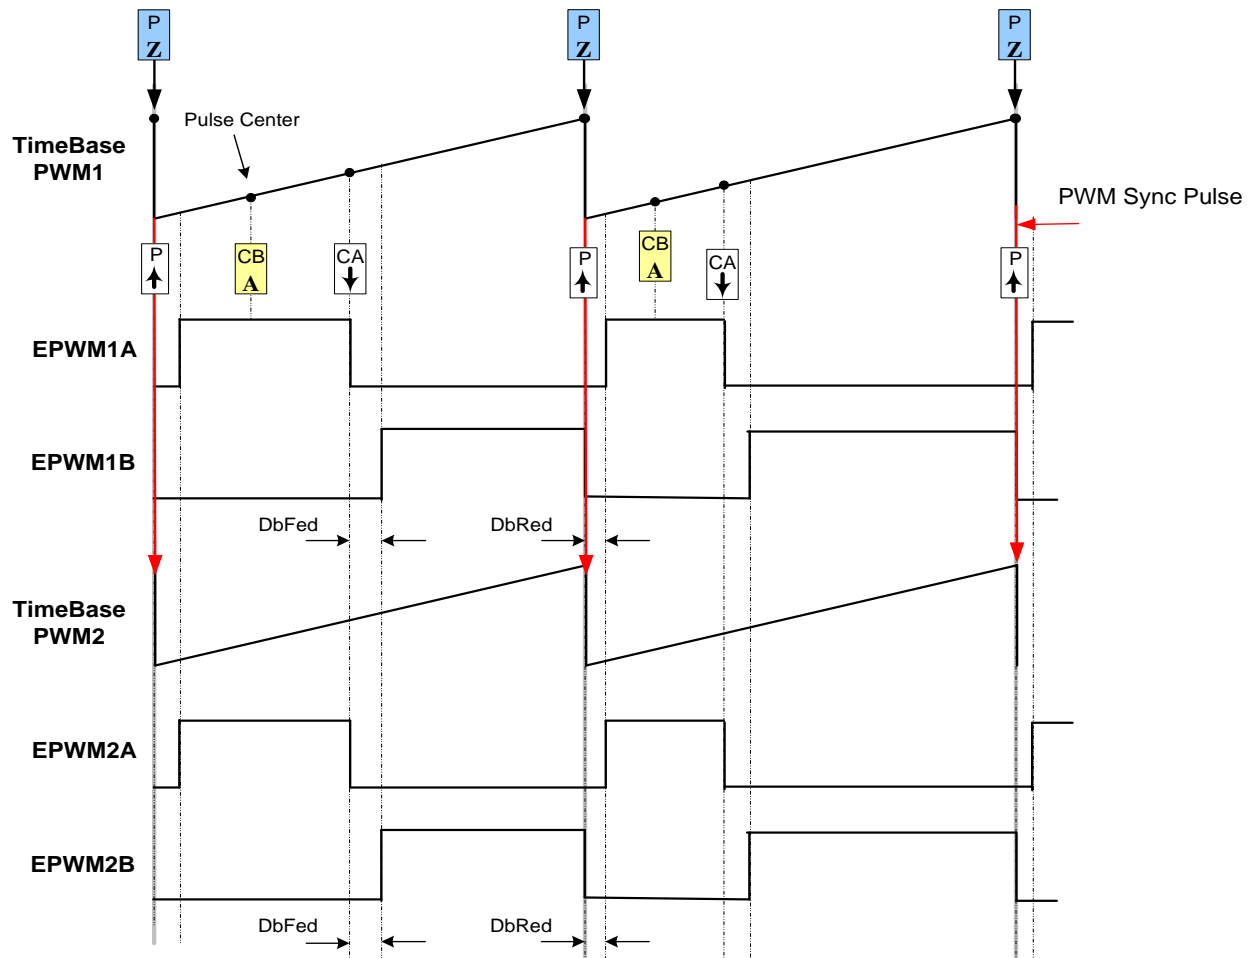 P
Z
P
Z
P
Z
Pulse Center
TimeBase
PWM1
PWM Sync Pulse
P
CB
A
CA
P
CB
A
CA
P
EPWM1A
EPWM1B
DbFed
DbRed
TimeBase
PWM2
EPWM2A
EPWM2B
DbFed
DbRed